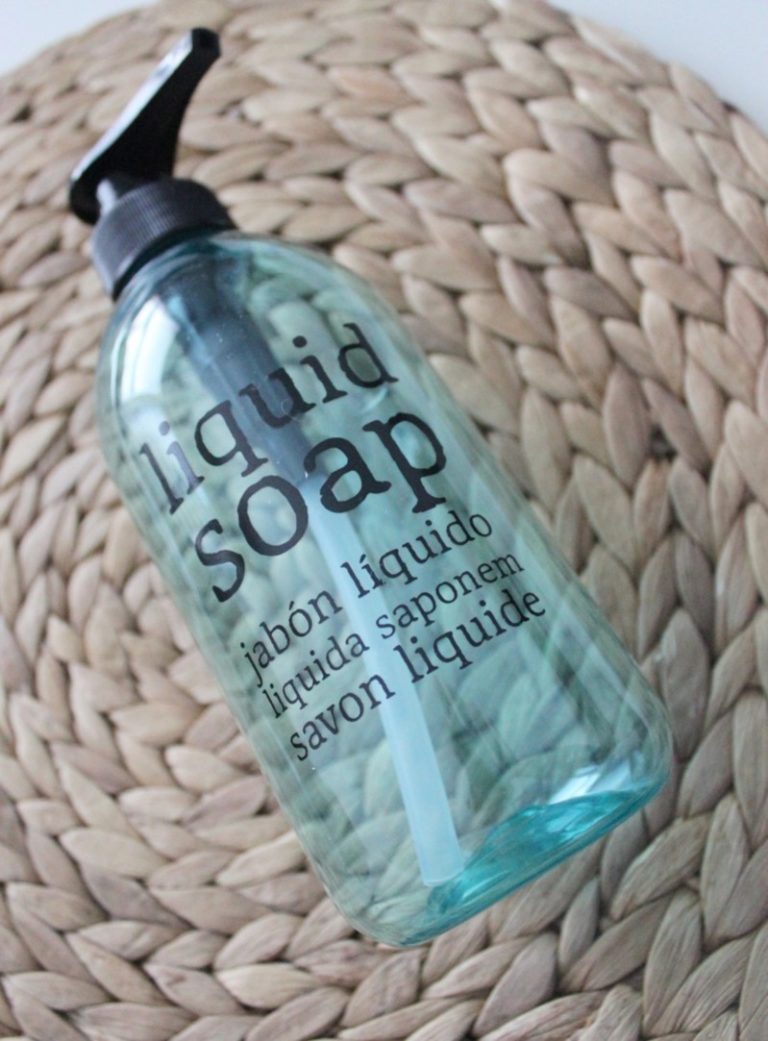 liquid
soap
jabón líquido
liquida saponem
savon liquide